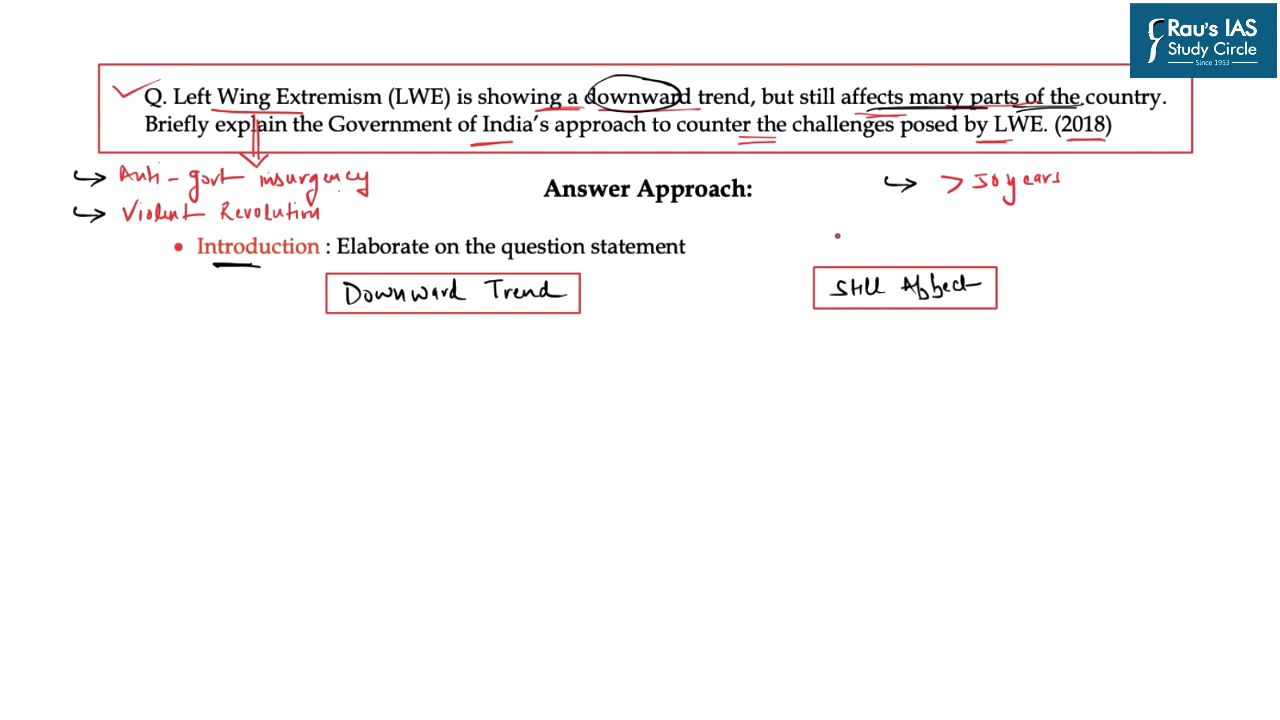 Rau's IAS
Study Circle
Since 1953
Q. Left Wing Extremism (LWE) is showing a downward trend, but still affects many parts of the country.
Briefly explain the Government of India's approach to counter the challenges posed by LWE. (2018)
Anti-govt insurgency
Answer Approach:
> 50 years
Violent Revolution
• Introduction : Elaborate on the question statement
Downward Trend
Still Affect